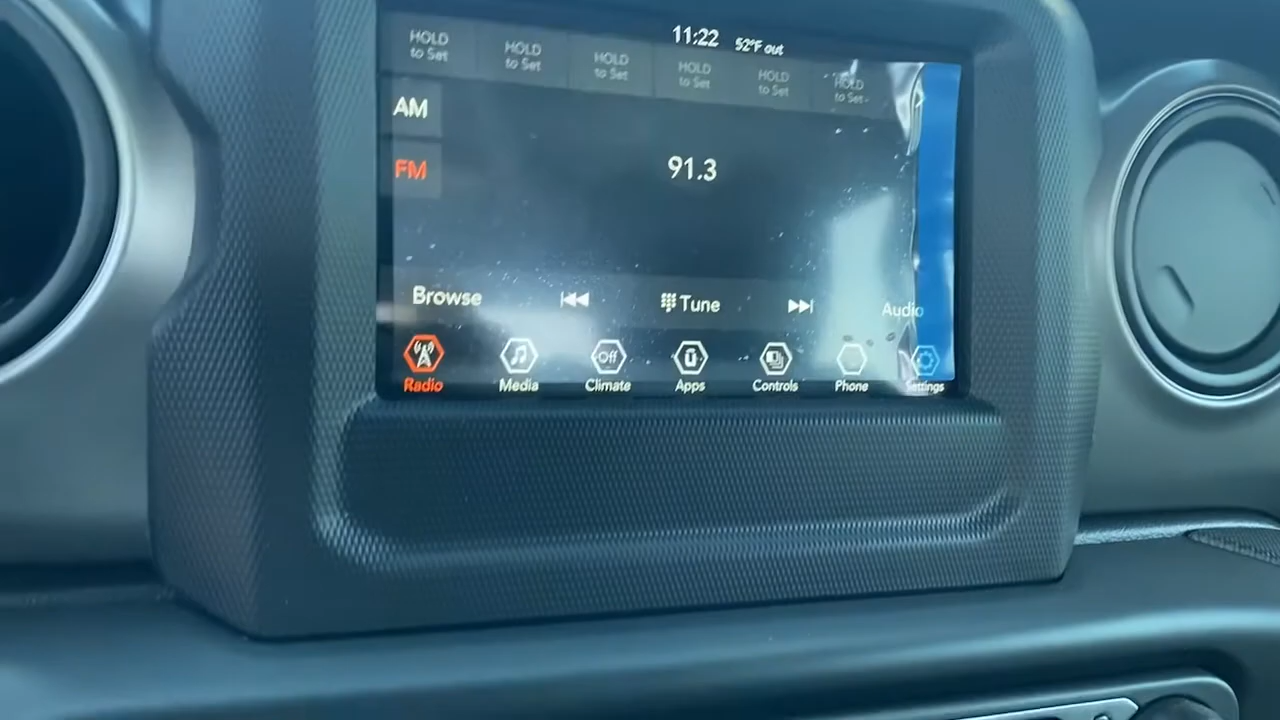 11:22 52°F out
HOLD
to Set
HOLD
to Set
HOLD
to Set
HOLD
to Set
HOLD
to Set
HOLD
to Set
AM
FM
91.3
Browse
Tune
Audio
Off
Radio
Media
Climate
Apps
Controls
Phone
Settings